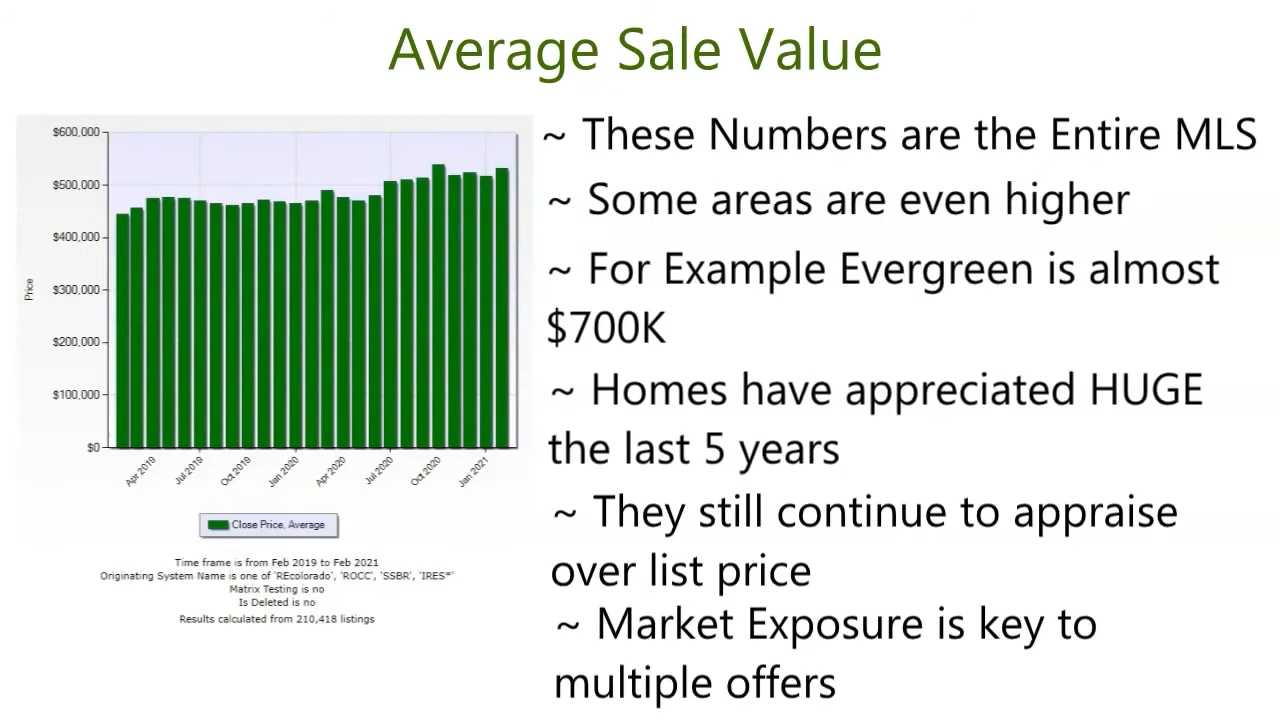 Average Sale Value
$600,000
$500,000
$400,000
$300,000
$200,000
$100,000
$0
Price
Apr 2019
Jul 2019
Oct 2019
Jan 2020
Apr 2020
Jul 2020
Oct 2020
Jan 2021
Close Price, Average
Time frame is from Feb 2019 to Feb 2021
Originating System Name is one of 'REcolorado', 'ROCC', 'SSBR', 'IRES*'
Matrix Testing is no
Is Deleted is no
Results calculated from 210,418 listings
~ These Numbers are the Entire MLS
~ Some areas are even higher
~ For Example Evergreen is almost
$700K
~ Homes have appreciated HUGE
the last 5 years
~ They still continue to appraise
over list price
~ Market Exposure is key to
multiple offers